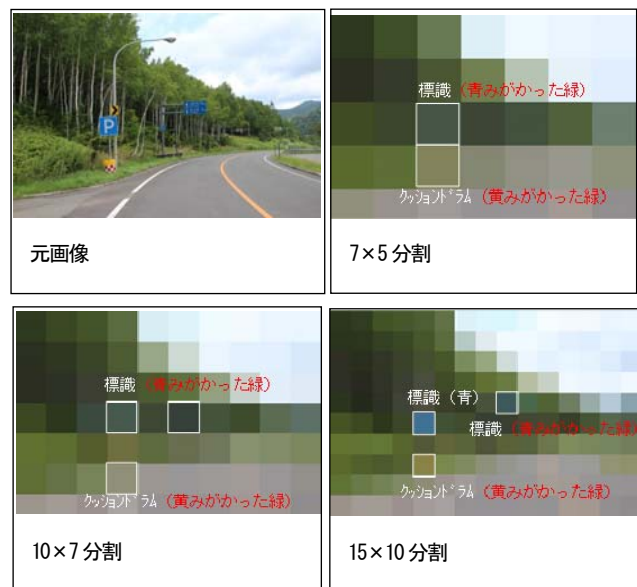 P
元画像
標識（青みがかった緑）
クッションドラム（黄みがかった緑）
7×5分割
標識（青みがかった緑）
クッションドラム（黄みがかった緑）
10×7分割
標識（青）
標識（青みがかった緑）
クッションドラム（黄みがかった緑）
15×10分割